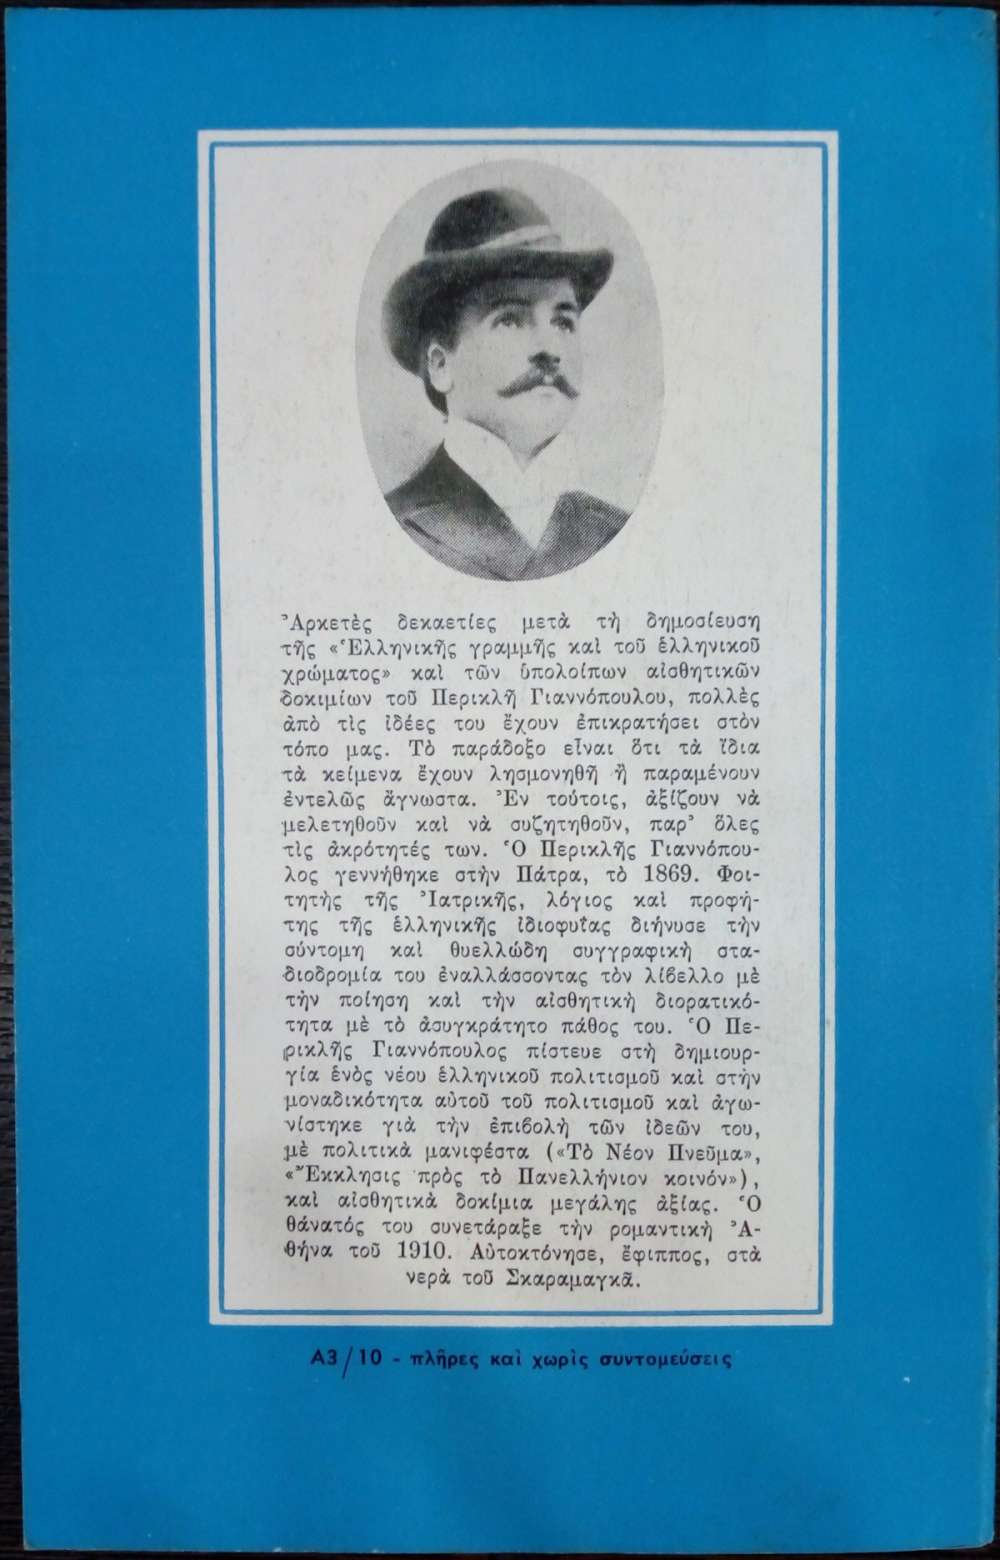 Ἀρκετὲς δεκαετίες μετὰ τὴ δημοσίευση
τῆς «Ἑλληνικῆς γραμμῆς καὶ τοῦ ἑλληνικοῦ
χρώματος» καὶ τῶν ὑπολοίπων αἰσθητικῶν
δοκιμίων τοῦ Περικλῆ Γιαννόπουλου, πολλὲς
ἀπὸ τὶς ἰδέες του ἔχουν ἐπικρατήσει στὸν
τόπο μας. Τὸ παράδοξο εἶναι ὅτι τὰ ἴδια
τὰ κείμενα ἔχουν λησμονηθῆ ἢ παραμένουν
ἐντελῶς ἄγνωστα. Ἐν τούτοις, ἀξίζουν νὰ
μελετηθοῦν καὶ νὰ συζητηθοῦν, παρ' ὅλες
τὶς ἀκρότητές των. Ὁ Περικλῆς Γιαννόπου-
λος γεννήθηκε στὴν Πάτρα, τὸ 1869. Φοι-
τητὴς τῆς Ἰατρικῆς, λόγιος καὶ προφή-
της τῆς ἑλληνικῆς ἰδιοφυΐας διήνυσε τὴν
σύντομη καὶ θυελλώδη συγγραφικὴ στα-
διοδρομία του ἐναλλάσσοντας τὸν λίβελλο μὲ
τὴν ποίηση καὶ τὴν αἰσθητικὴ διορατικό-
τητα μὲ τὸ ἀσυγκράτητο πάθος του. Ὁ Πε-
ρικλῆς Γιαννόπουλος πίστευε στὴ δημιουρ-
γία ἑνὸς νέου ἑλληνικοῦ πολιτισμοῦ καὶ στὴν
μοναδικότητα αὐτοῦ τοῦ πολιτισμοῦ καὶ ἀγω-
νίστηκε γιὰ τὴν ἐπιβολὴ τῶν ἰδεῶν του,
μὲ πολιτικὰ μανιφέστα («Τὸ Νέον Πνεῦμα»,
«Ἔκκλησις πρὸς τὸ Πανελλήνιον κοινόν»),
καὶ αἰσθητικὰ δοκίμια μεγάλης ἀξίας. Ὁ
θάνατός του συνετάραξε τὴν ρομαντικὴ Ἀ-
θήνα τοῦ 1910. Αὐτοκτόνησε, ἔφιππος, στὰ
νερὰ τοῦ Σκαραμαγκᾶ.
Α3/10 - πλῆρες καὶ χωρὶς συντομεύσεις